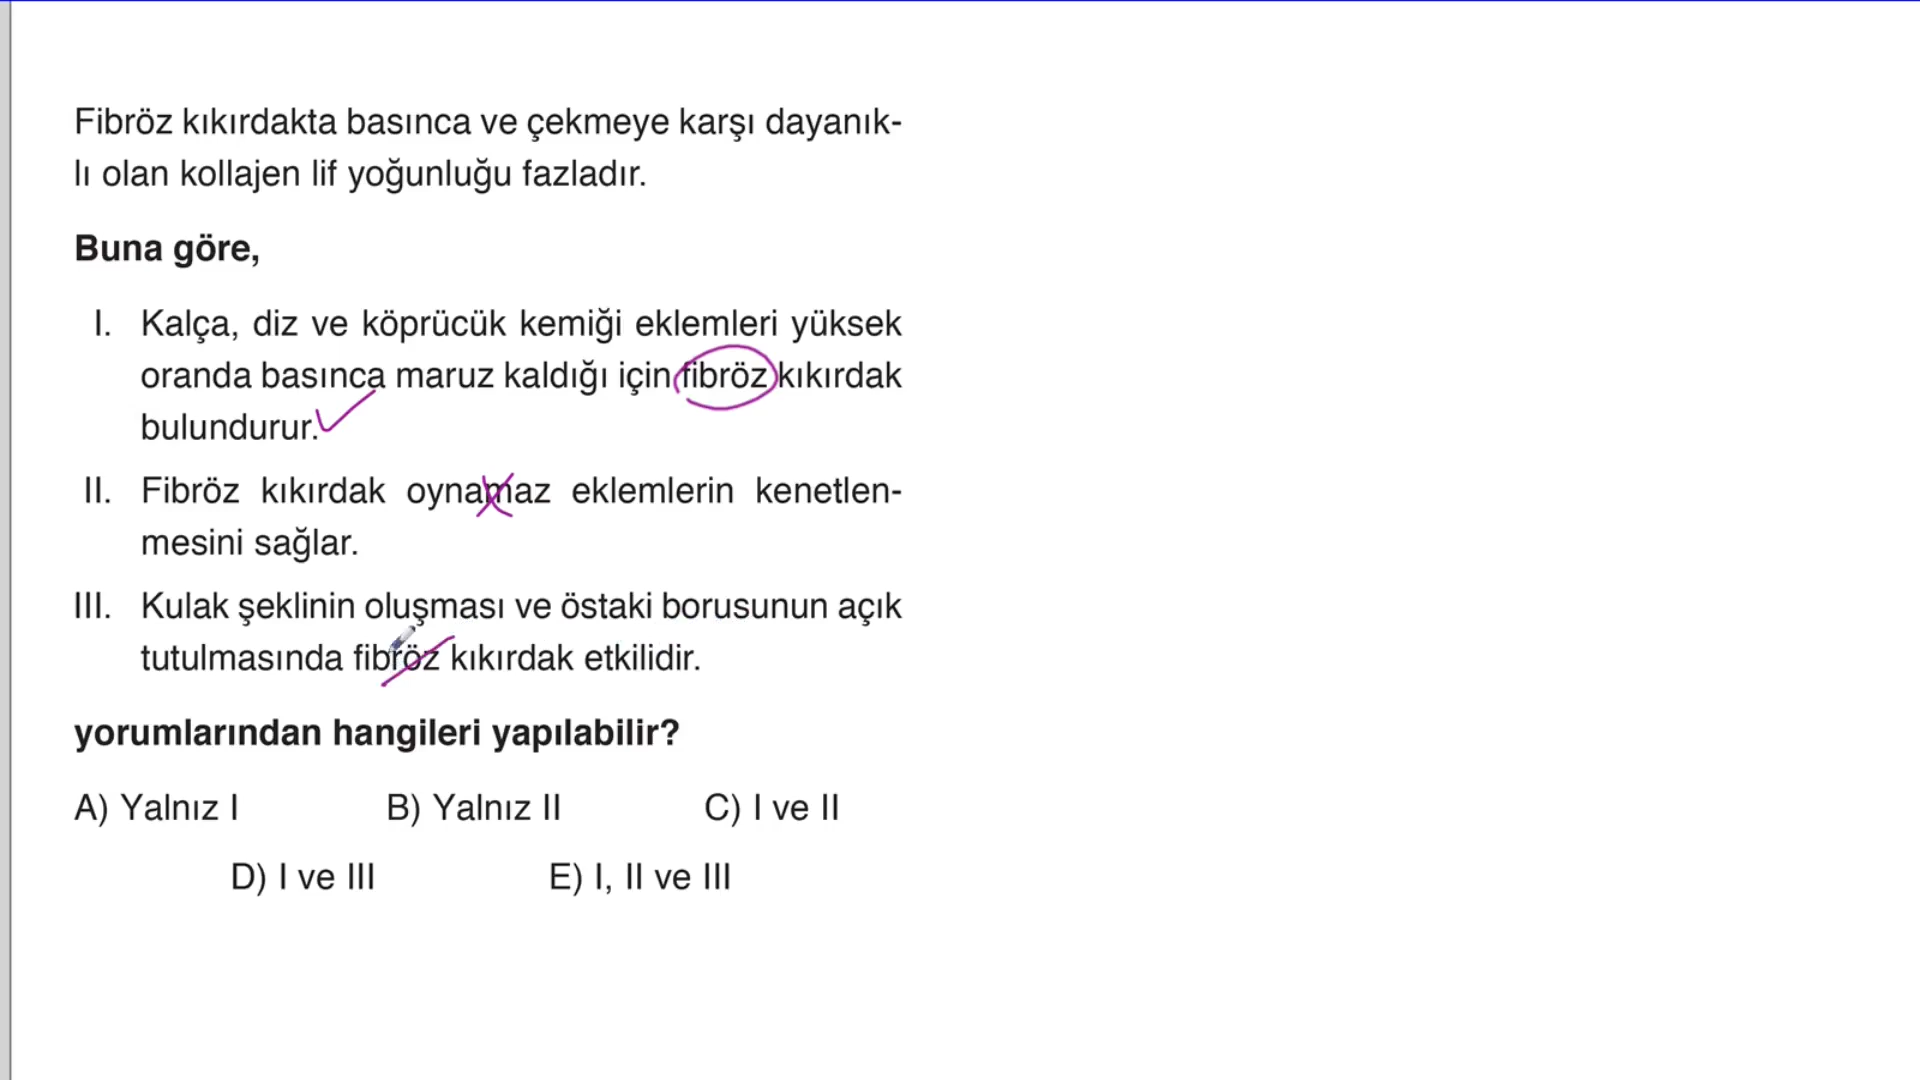 Fibröz kıkırdakta basınca ve çekmeye karşı dayanık-
lı olan kollajen lif yoğunluğu fazladır.
Buna göre,
I. Kalça, diz ve köprücük kemiği eklemleri yüksek
oranda basınca maruz kaldığı için fibröz kıkırdak
bulundurur.
II. Fibröz kıkırdak oynamaz eklemlerin kenetlen-
mesini sağlar.
III. Kulak şeklinin oluşması ve östaki borusunun açık
tutulmasında fibröz kıkırdak etkilidir.
yorumlarından hangileri yapılabilir?
A) Yalnız I B) Yalnız II C) I ve II
D) I ve III E) I, II ve III